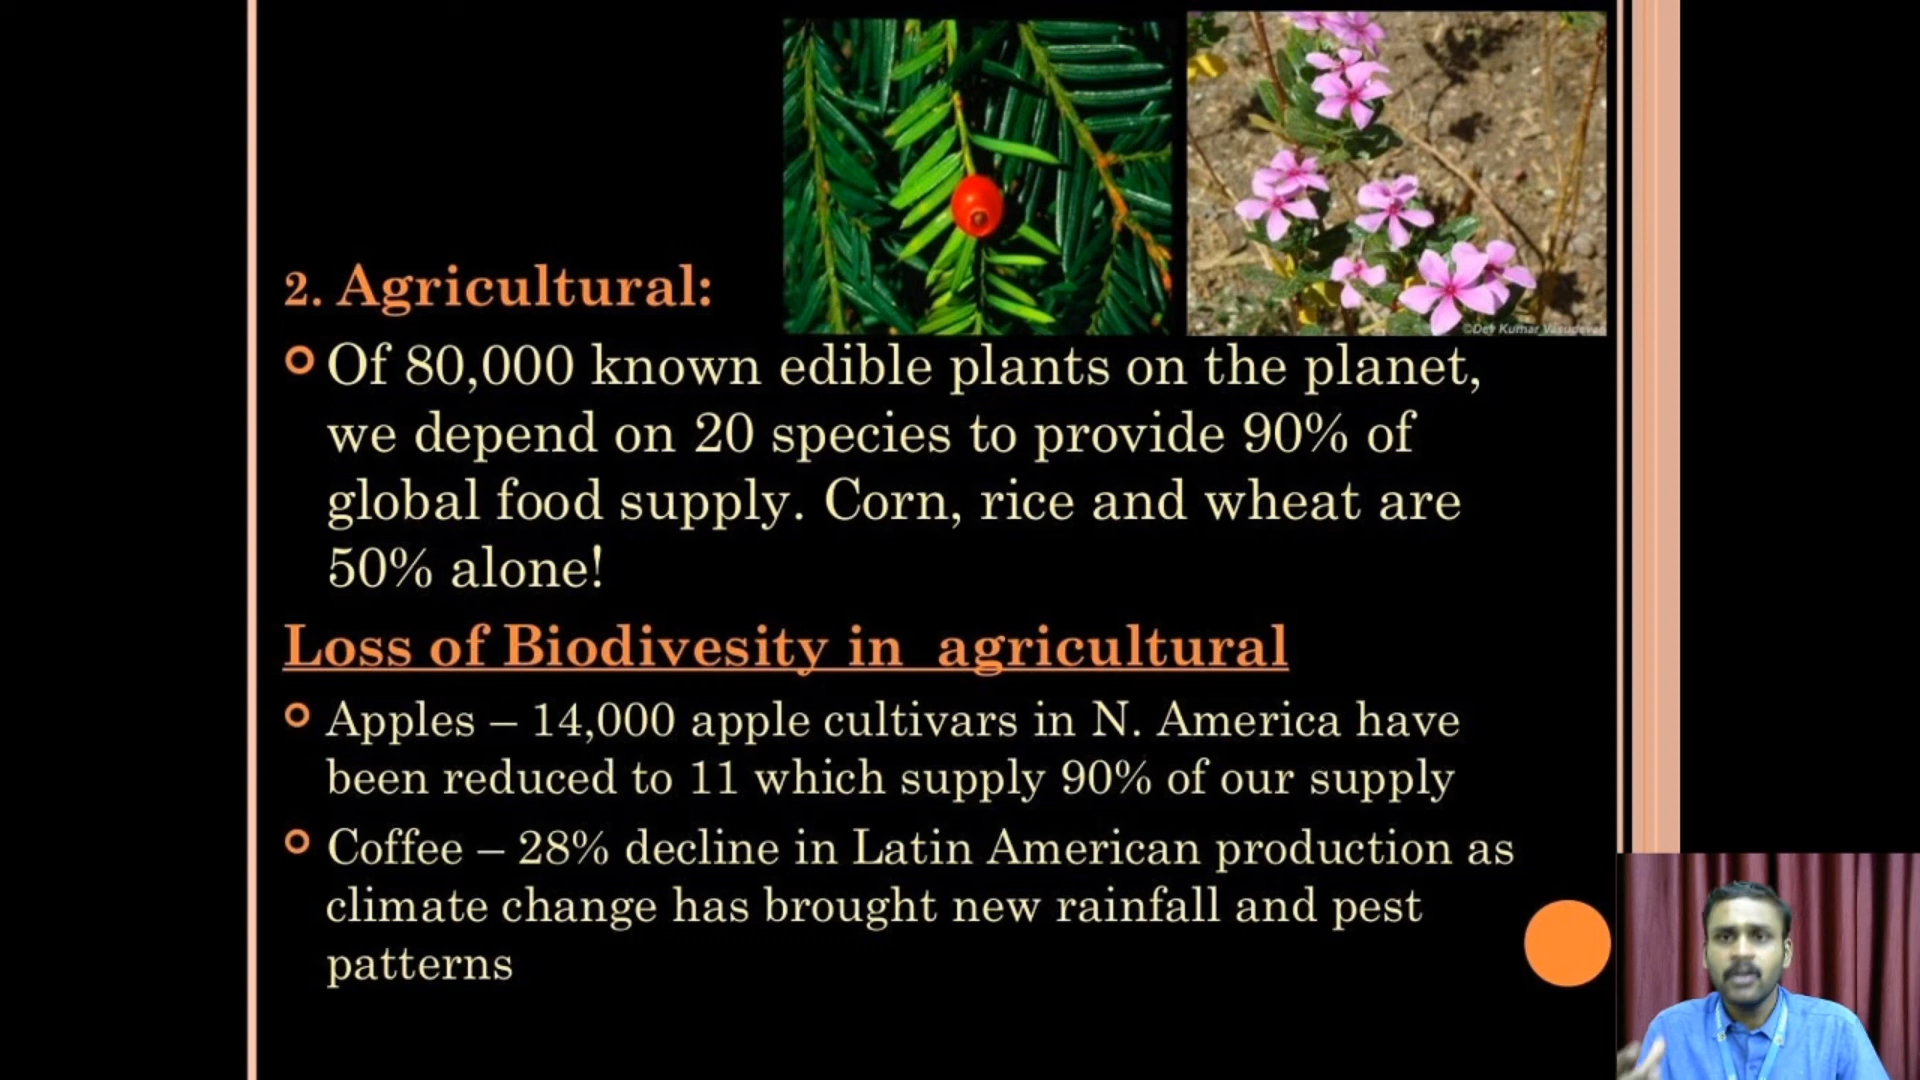 ©Dev Kumar Vasudevan
2. Agricultural:
Of 80,000 known edible plants on the planet,
we depend on 20 species to provide 90% of
global food supply. Corn, rice and wheat are
50% alone!
Loss of Biodivesity in agricultural
Apples – 14,000 apple cultivars in N. America have
been reduced to 11 which supply 90% of our supply
Coffee – 28% decline in Latin American production as
climate change has brought new rainfall and pest
patterns